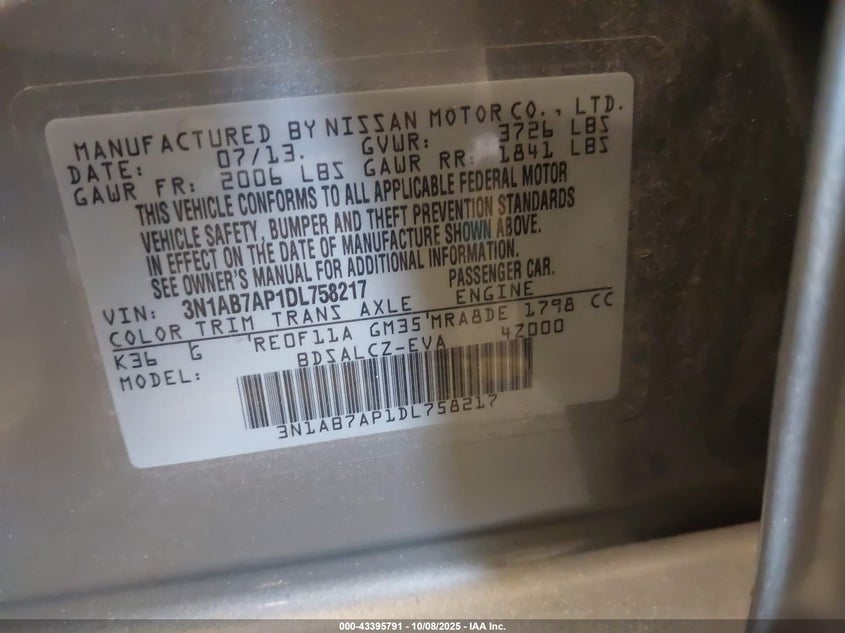 MANUFACTURED BY NISSAN MOTOR CO., LTD.
DATE: 07/13. GVWR: 3726 LBS
GAWR FR: 2006 LBS GAWR RR: 1841 LBS
THIS VEHICLE CONFORMS TO ALL APPLICABLE FEDERAL MOTOR
VEHICLE SAFETY, BUMPER AND THEFT PREVENTION STANDARDS
IN EFFECT ON THE DATE OF MANUFACTURE SHOWN ABOVE.
SEE OWNER'S MANUAL FOR ADDITIONAL INFORMATION.
VIN: 3N1AB7AP1DL758217 PASSENGER CAR.
COLOR TRIM TRANS AXLE ENGINE
K36 G RE0F11A GM35 MRA8DE 1798 CC
MODEL: BDSALCZ-EVA 4Z000
3N1AB7AP1DL758217
000-43395791 - 10/08/2025 - IAA Inc.